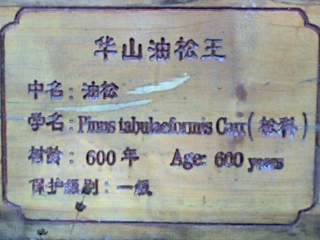 华山油松王
中名：油松
学名：Pinus tabulaeformis Carr（松科）
树龄：600年 Age: 600 years
保护级别：一级